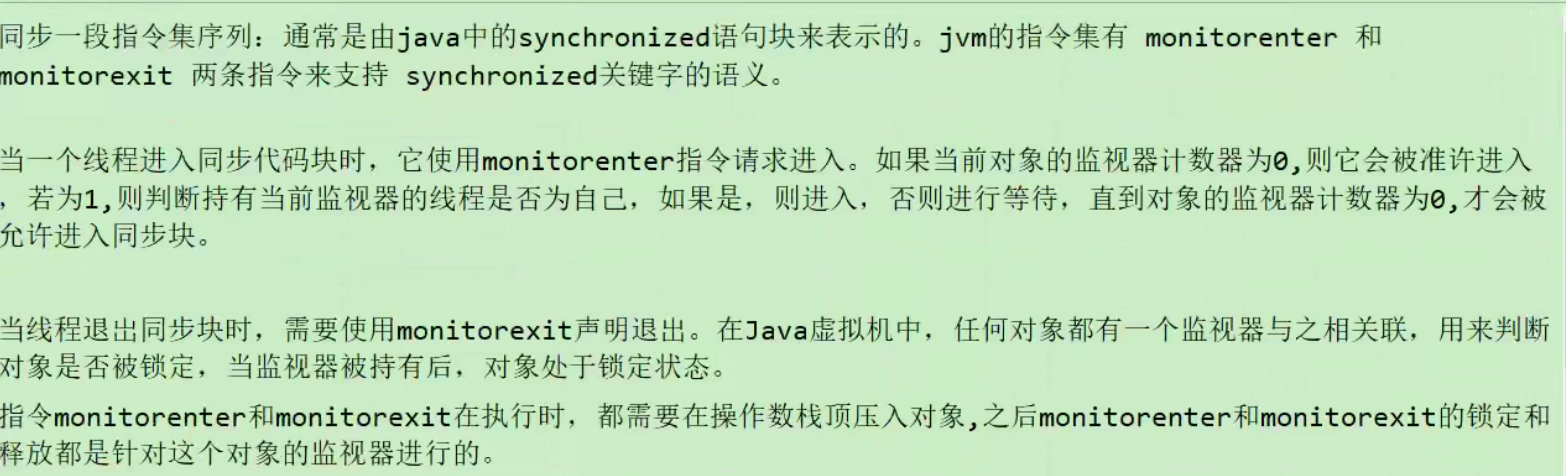 同步一段指令集序列：通常是由java中的synchronized语句块来表示的。jvm的指令集有 monitorenter 和
monitorexit 两条指令来支持 synchronized关键字的语义。
当一个线程进入同步代码块时，它使用monitorenter指令请求进入。如果当前对象的监视器计数器为0,则它会被准许进入
，若为1,则判断持有当前监视器的线程是否为自己，如果是，则进入，否则进行等待，直到对象的监视器计数器为0,才会被
允许进入同步块。
当线程退出同步块时，需要使用monitorexit声明退出。在Java虚拟机中，任何对象都有一个监视器与之相关联，用来判断
对象是否被锁定，当监视器被持有后，对象处于锁定状态。
指令monitorenter和monitorexit在执行时，都需要在操作数栈顶压入对象,之后monitorenter和monitorexit的锁定和
释放都是针对这个对象的监视器进行的。